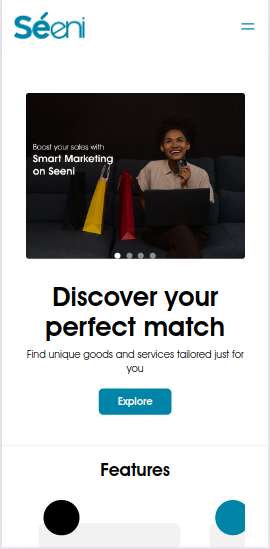 Séeni
Boost your sales with
Smart Marketing
on Seeni
Discover your
perfect match
Find unique goods and services tailored just for
you
Explore
Features